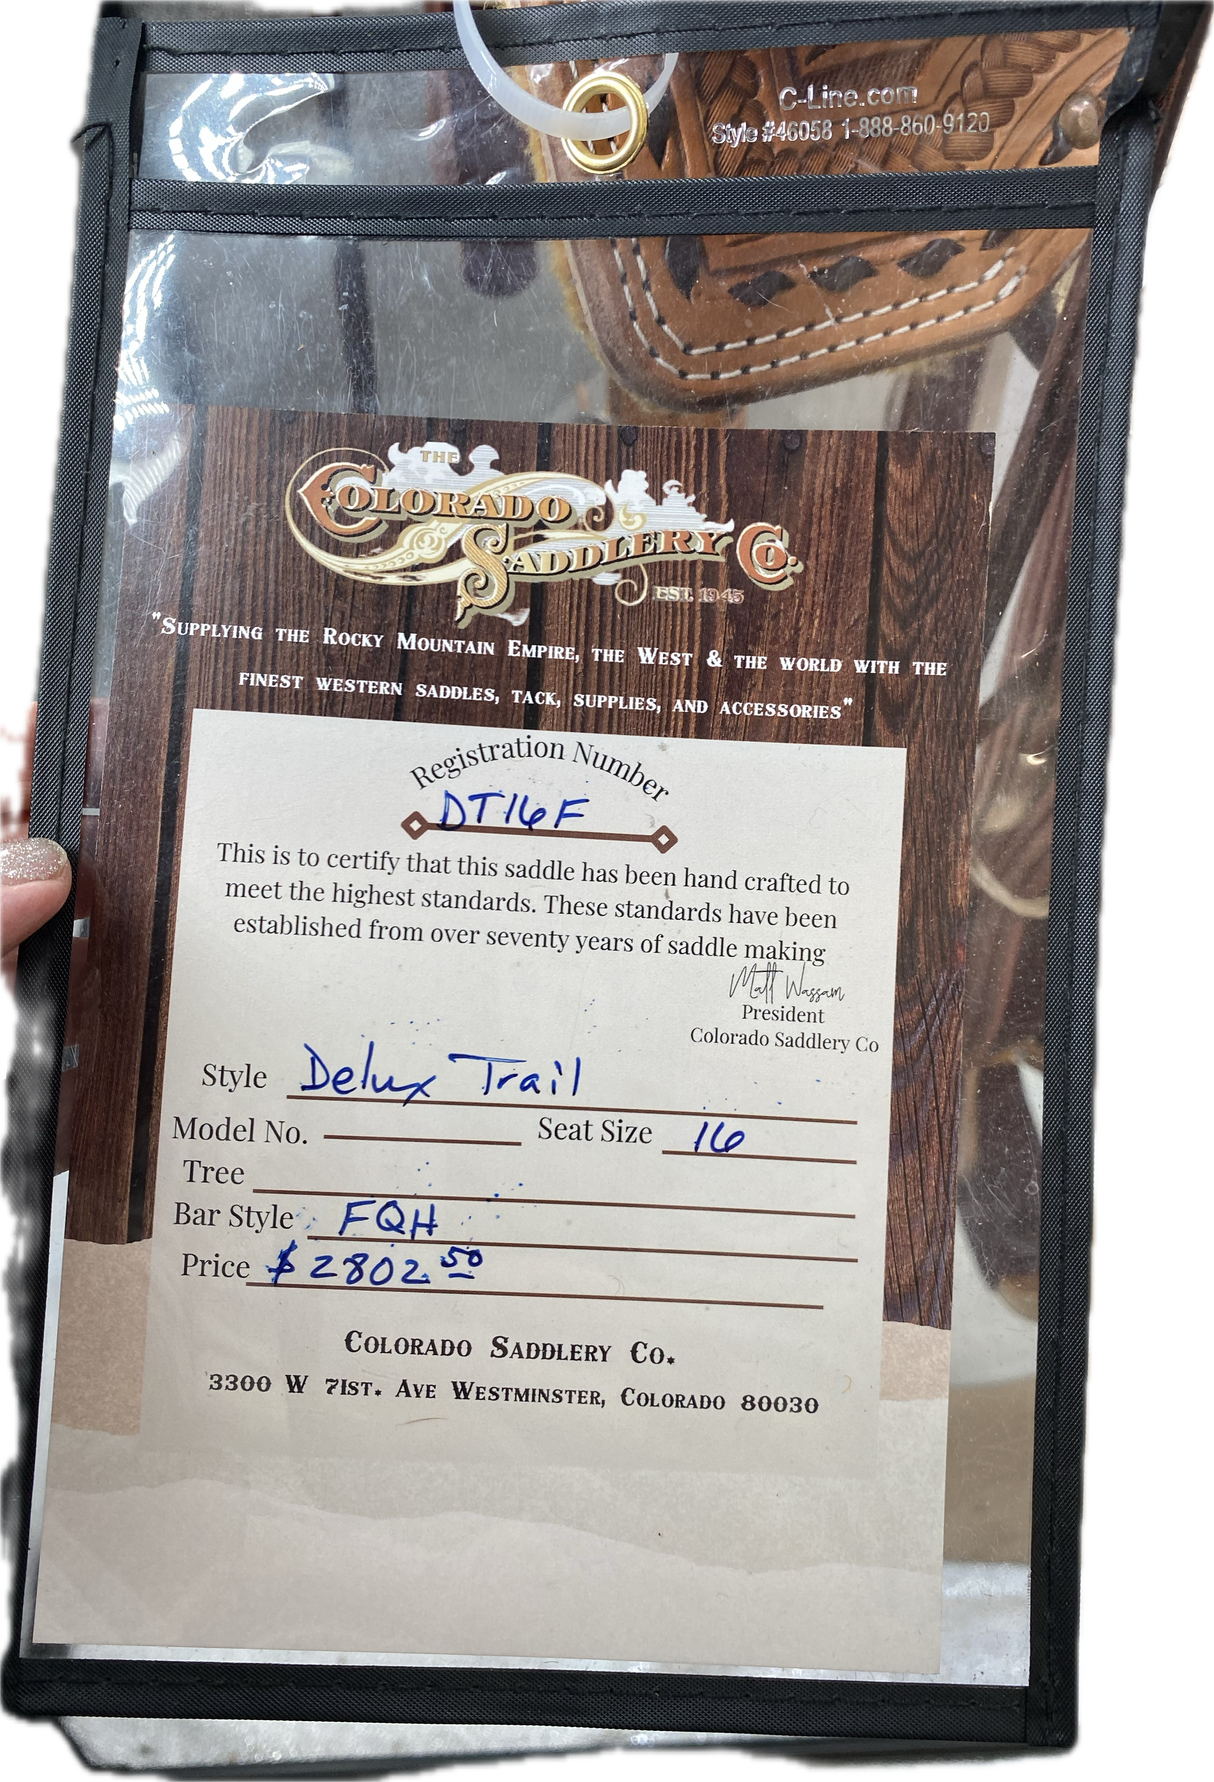 C-Line.com
Style #46058 1-888-860-9120
THE
COLORADO
SADDLERY CO.
EST. 1945
"SUPPLYING THE ROCKY MOUNTAIN EMPIRE, THE WEST & THE WORLD WITH THE
FINEST WESTERN SADDLES, TACK, SUPPLIES, AND ACCESSORIES"
Registration Number
DT16F
This is to certify that this saddle has been hand crafted to
meet the highest standards. These standards have been
established from over seventy years of saddle making
Matt Wassam
President
Colorado Saddlery Co
Style Delux Trail
Model No. Seat Size 16
Tree
Bar Style FQH
Price $2802.50
COLORADO SADDLERY CO.
3300 W 71ST. AVE WESTMINSTER, COLORADO 80030